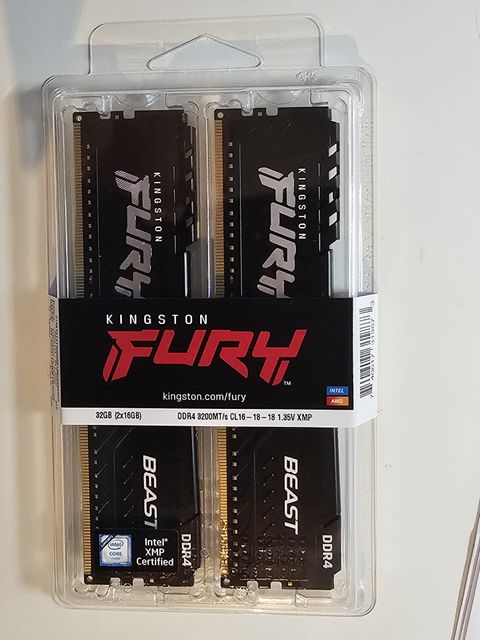 KINGSTON
FURY
KINGSTON
FURY
KINGSTON
FURY™
kingston.com/fury
INTEL
AMD
32GB (2x16GB)
DDR4 3200MT/s CL16-18-18 1.35V XMP
BEAST
DDR4
BEAST
DDR4
intel
CORE
Intel®
XMP
Certified